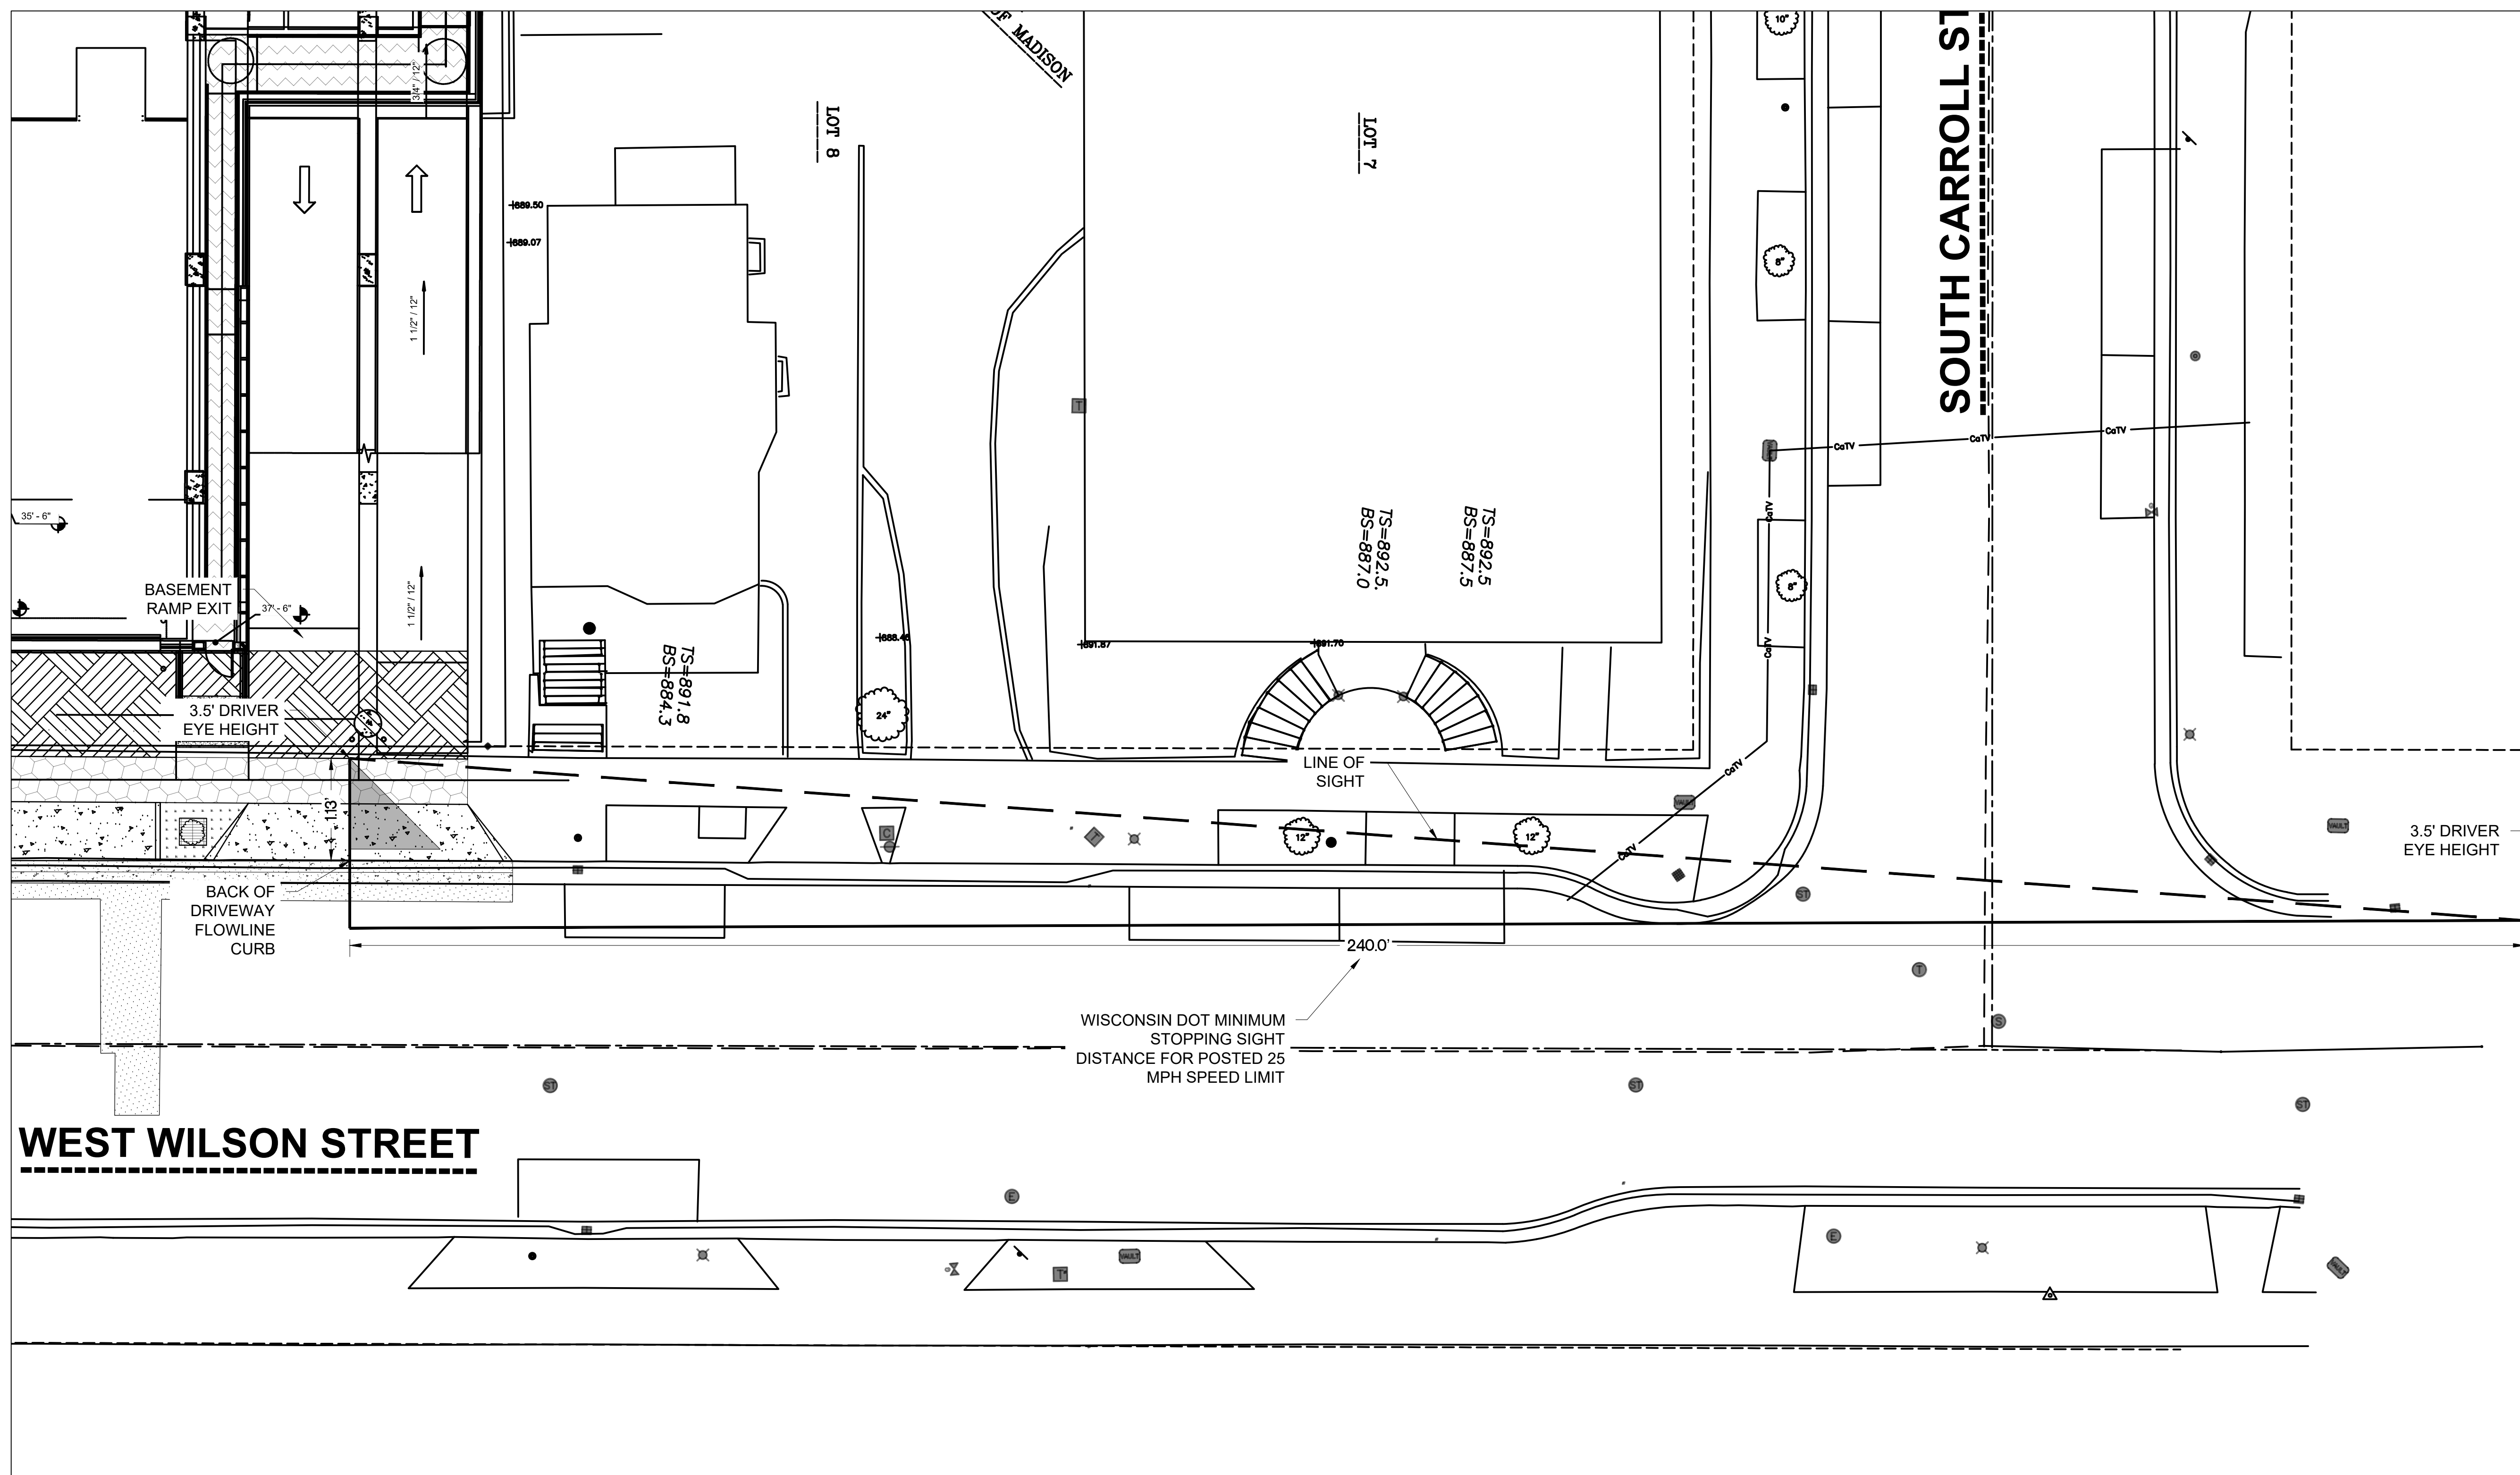 OF MADISON
10"
SOUTH CARROLL ST
3/4" / 12"
LOT 8
LOT 7
889.50
889.07
8"
1 1/2" / 12"
T
CaTV
CaTV
CaTV
35' - 6"
TS=892.5.
BS=887.0
TS=892.5
BS=887.5
CaTV
BASEMENT
RAMP EXIT
37' - 6"
1 1/2" / 12"
8"
888.46
891.87
891.70
CaTV
TS=891.8
BS=884.3
3.5' DRIVER
EYE HEIGHT
24"
LINE OF
SIGHT
CaTV
VAULT
VAULT
C
12"
12"
CaTV
3.5' DRIVER
EYE HEIGHT
BACK OF
DRIVEWAY
FLOWLINE
CURB
ST
240.0'
T
S
WISCONSIN DOT MINIMUM
STOPPING SIGHT
DISTANCE FOR POSTED 25
MPH SPEED LIMIT
ST
ST
ST
WEST WILSON STREET
E
E
VAULT
T
VAULT